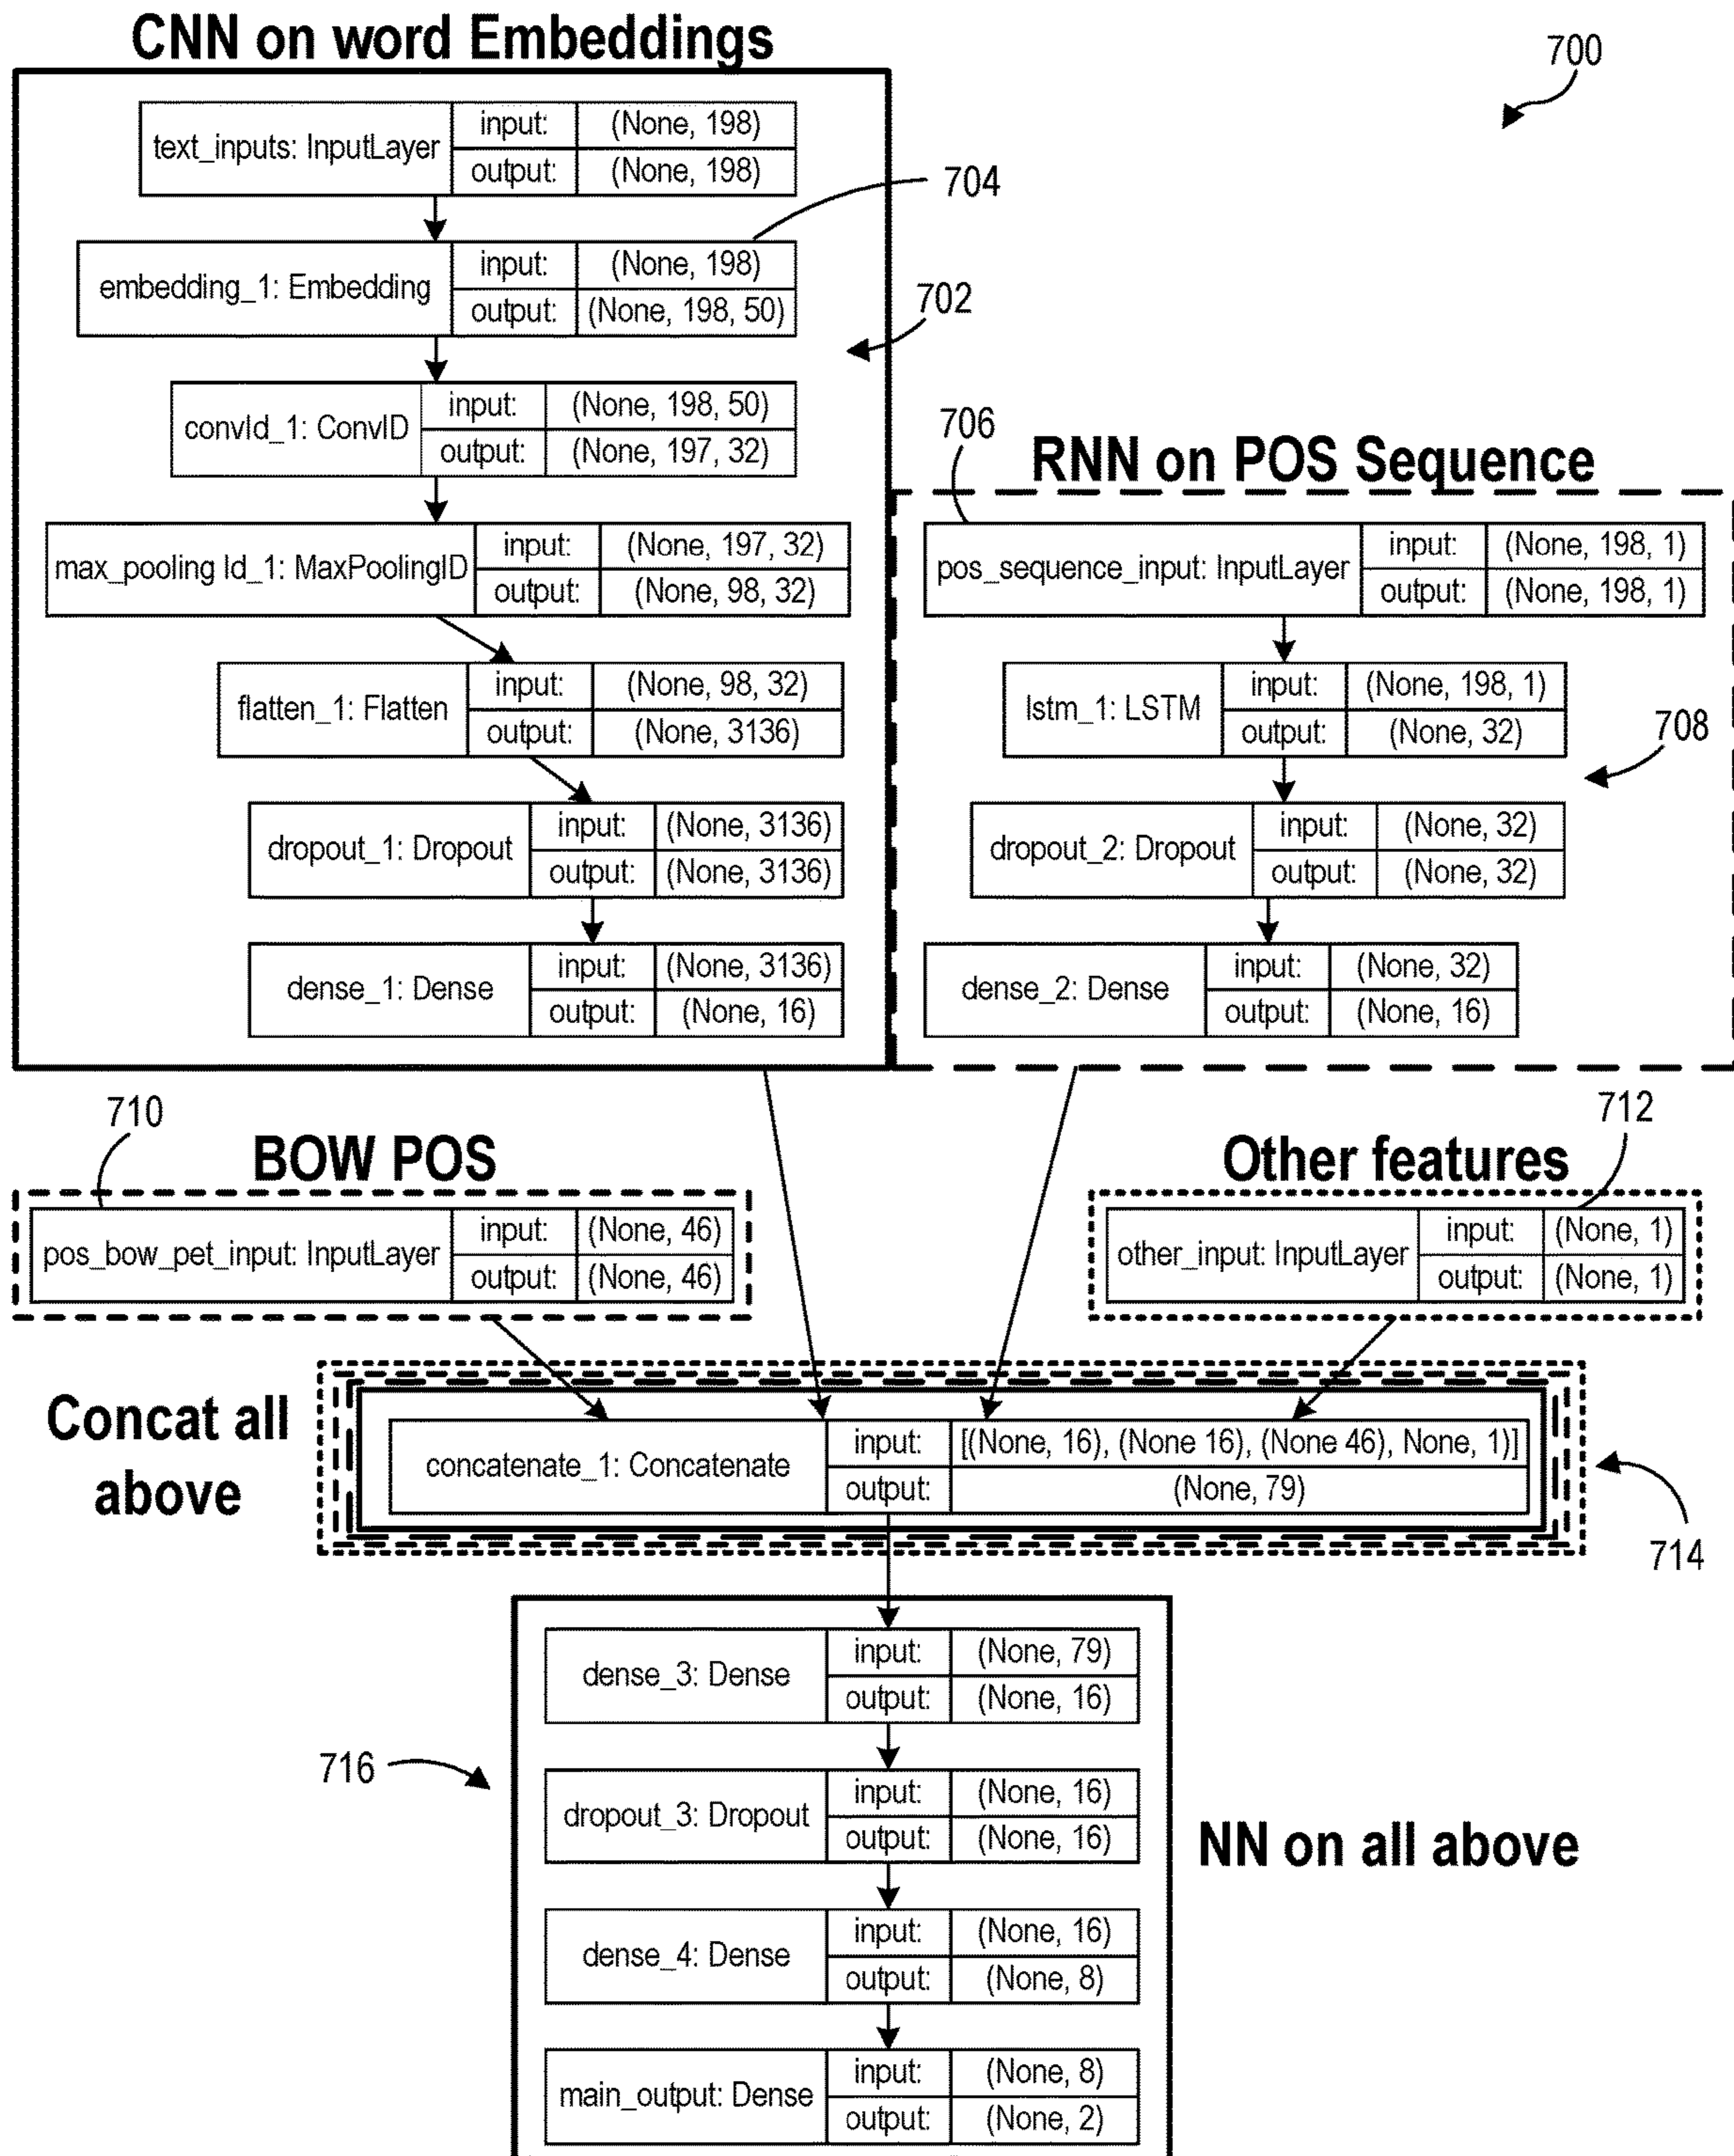 CNN on word Embeddings
700
text_inputs: InputLayer
input: (None, 198)
output: (None, 198)
704
embedding_1: Embedding
input: (None, 198)
output: (None, 198, 50)
702
convId_1: ConvID
input: (None, 198, 50)
output: (None, 197, 32)
max_pooling Id_1: MaxPoolingID
input: (None, 197, 32)
output: (None, 98, 32)
flatten_1: Flatten
input: (None, 98, 32)
output: (None, 3136)
dropout_1: Dropout
input: (None, 3136)
output: (None, 3136)
dense_1: Dense
input: (None, 3136)
output: (None, 16)
706
RNN on POS Sequence
pos_sequence_input: InputLayer
input: (None, 198, 1)
output: (None, 198, 1)
lstm_1: LSTM
input: (None, 198, 1)
output: (None, 32)
708
dropout_2: Dropout
input: (None, 32)
output: (None, 32)
dense_2: Dense
input: (None, 32)
output: (None, 16)
710
BOW POS
pos_bow_pet_input: InputLayer
input: (None, 46)
output: (None, 46)
712
Other features
other_input: InputLayer
input: (None, 1)
output: (None, 1)
Concat all
above
concatenate_1: Concatenate
input: [(None, 16), (None 16), (None 46), None, 1)]
output: (None, 79)
714
dense_3: Dense
input: (None, 79)
output: (None, 16)
716
dropout_3: Dropout
input: (None, 16)
output: (None, 16)
NN on all above
dense_4: Dense
input: (None, 16)
output: (None, 8)
main_output: Dense
input: (None, 8)
output: (None, 2)